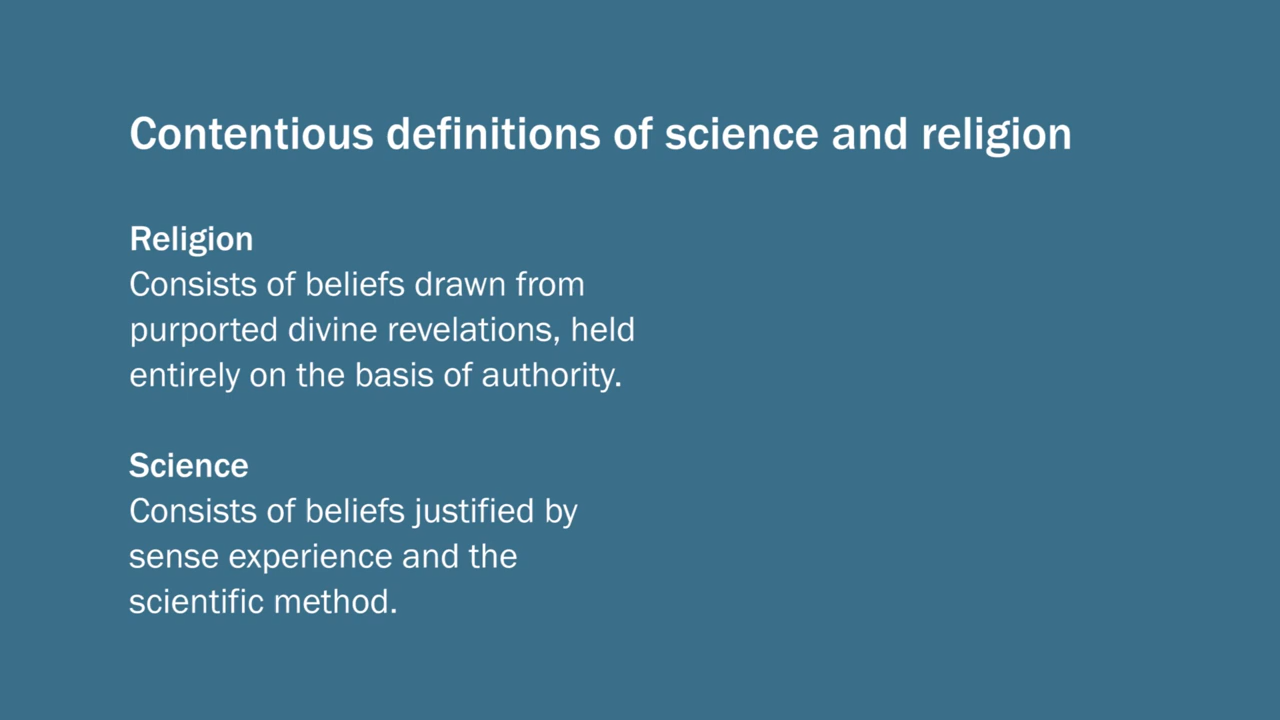 Contentious definitions of science and religion
Religion
Consists of beliefs drawn from
purported divine revelations, held
entirely on the basis of authority.
Science
Consists of beliefs justified by
sense experience and the
scientific method.